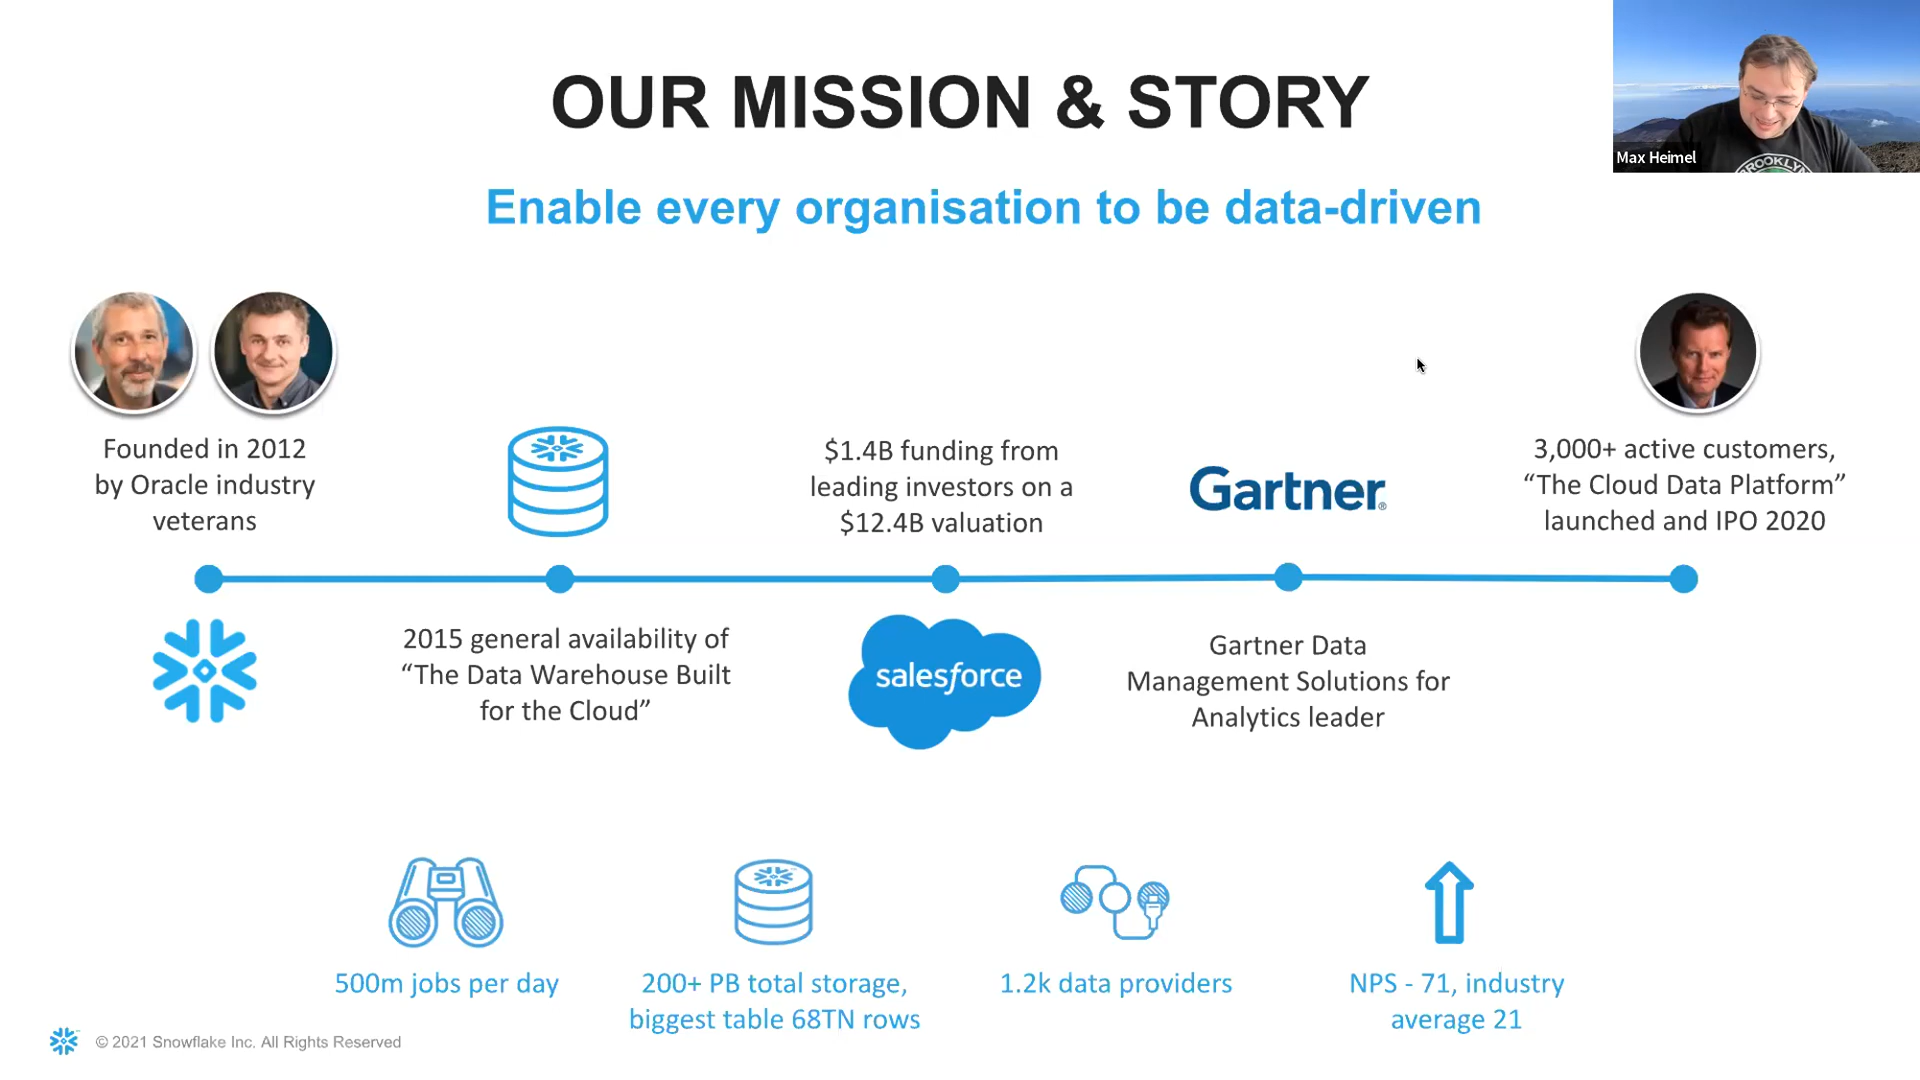 OUR MISSION & STORY
Max Heimel
BROOKLYN
Enable every organisation to be data-driven
Founded in 2012
by Oracle industry
veterans
$1.4B funding from
leading investors on a
$12.4B valuation
Gartner®
3,000+ active customers,
“The Cloud Data Platform”
launched and IPO 2020
2015 general availability of
“The Data Warehouse Built
for the Cloud”
salesforce
Gartner Data
Management Solutions for
Analytics leader
500m jobs per day
200+ PB total storage,
biggest table 68TN rows
1.2k data providers
NPS - 71, industry
average 21
© 2021 Snowflake Inc. All Rights Reserved